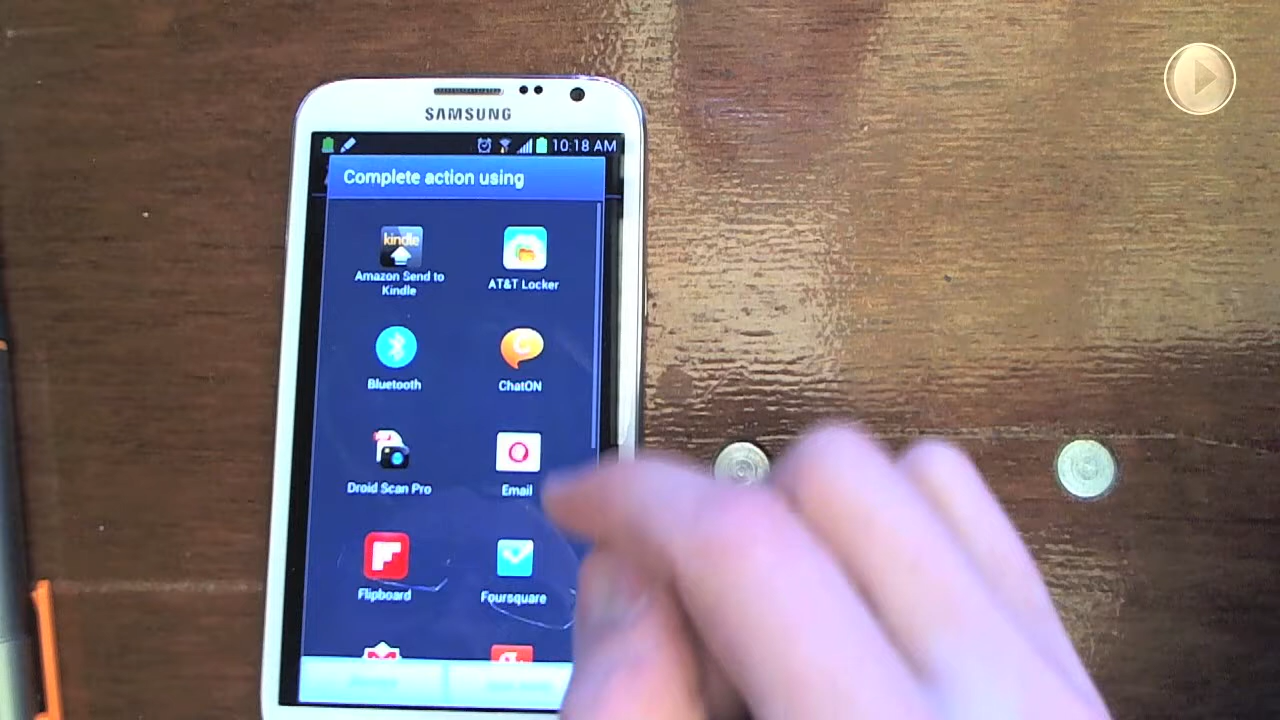 SAMSUNG
10:18 AM
Complete action using
kindle
Amazon Send to
Kindle
AT&T Locker
Bluetooth
C
ChatON
Droid Scan Pro
Email
Flipboard
Foursquare